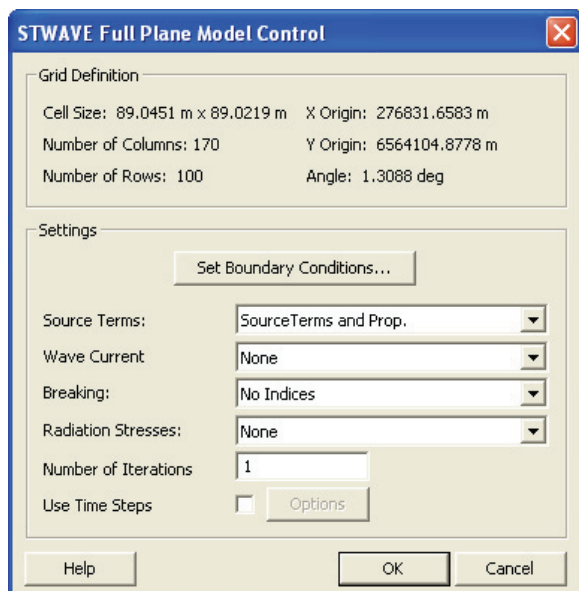 STWAVE Full Plane Model Control
Grid Definition
Cell Size: 89.0451 m x 89.0219 m X Origin: 276831.6583 m
Number of Columns: 170 Y Origin: 6564104.8778 m
Number of Rows: 100 Angle: 1.3088 deg
Settings
Set Boundary Conditions...
Source Terms: SourceTerms and Prop.
Wave Current None
Breaking: No Indices
Radiation Stresses: None
Number of Iterations 1
Use Time Steps Options
Help OK Cancel